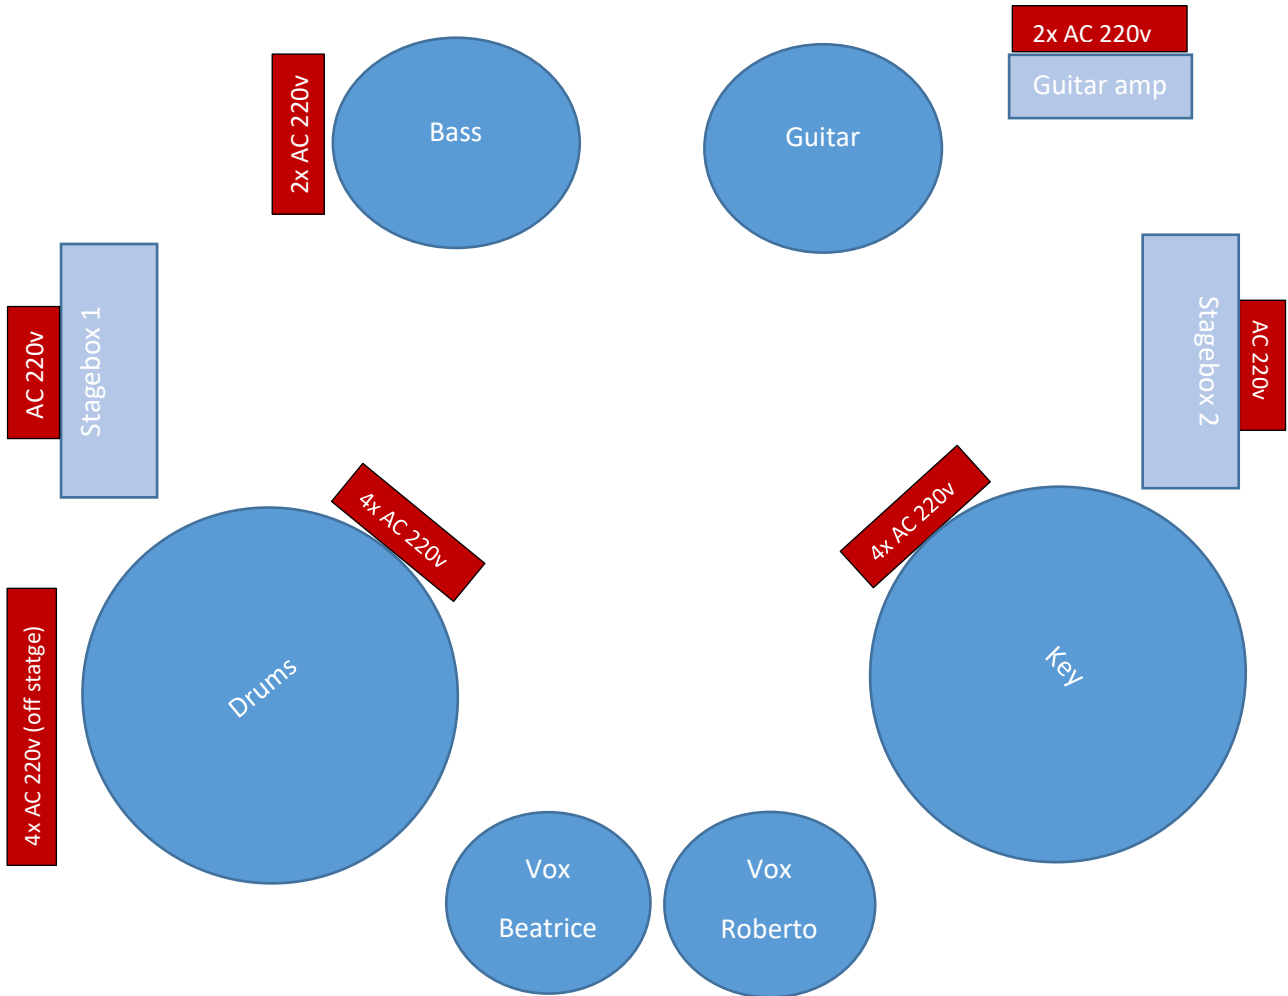 2x AC 220v
Guitar amp
2x AC 220v
Bass
Guitar
AC 220v
Stagebox 1
Stagebox 2
AC 220v
4x AC 220v
4x AC 220v
4x AC 220v (off statge)
Drums
Key
Vox
Beatrice
Vox
Roberto